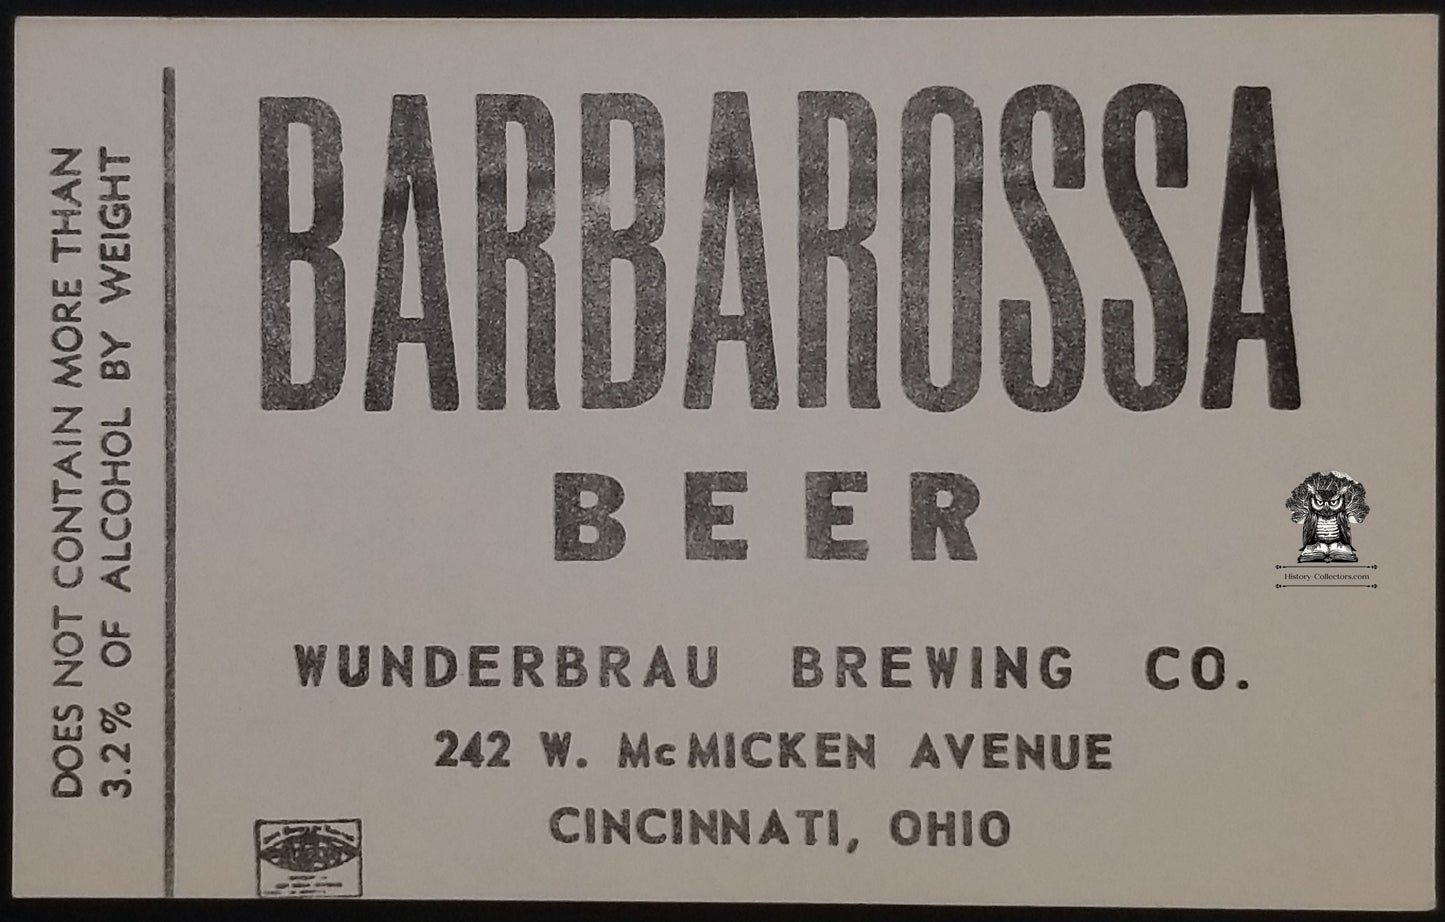 DOES NOT CONTAIN MORE THAN
3.2% OF ALCOHOL BY WEIGHT
BARBAROSSA
BEER
WUNDERBRAU BREWING CO.
242 W. McMICKEN AVENUE
CINCINNATI, OHIO
History-Collectors.com